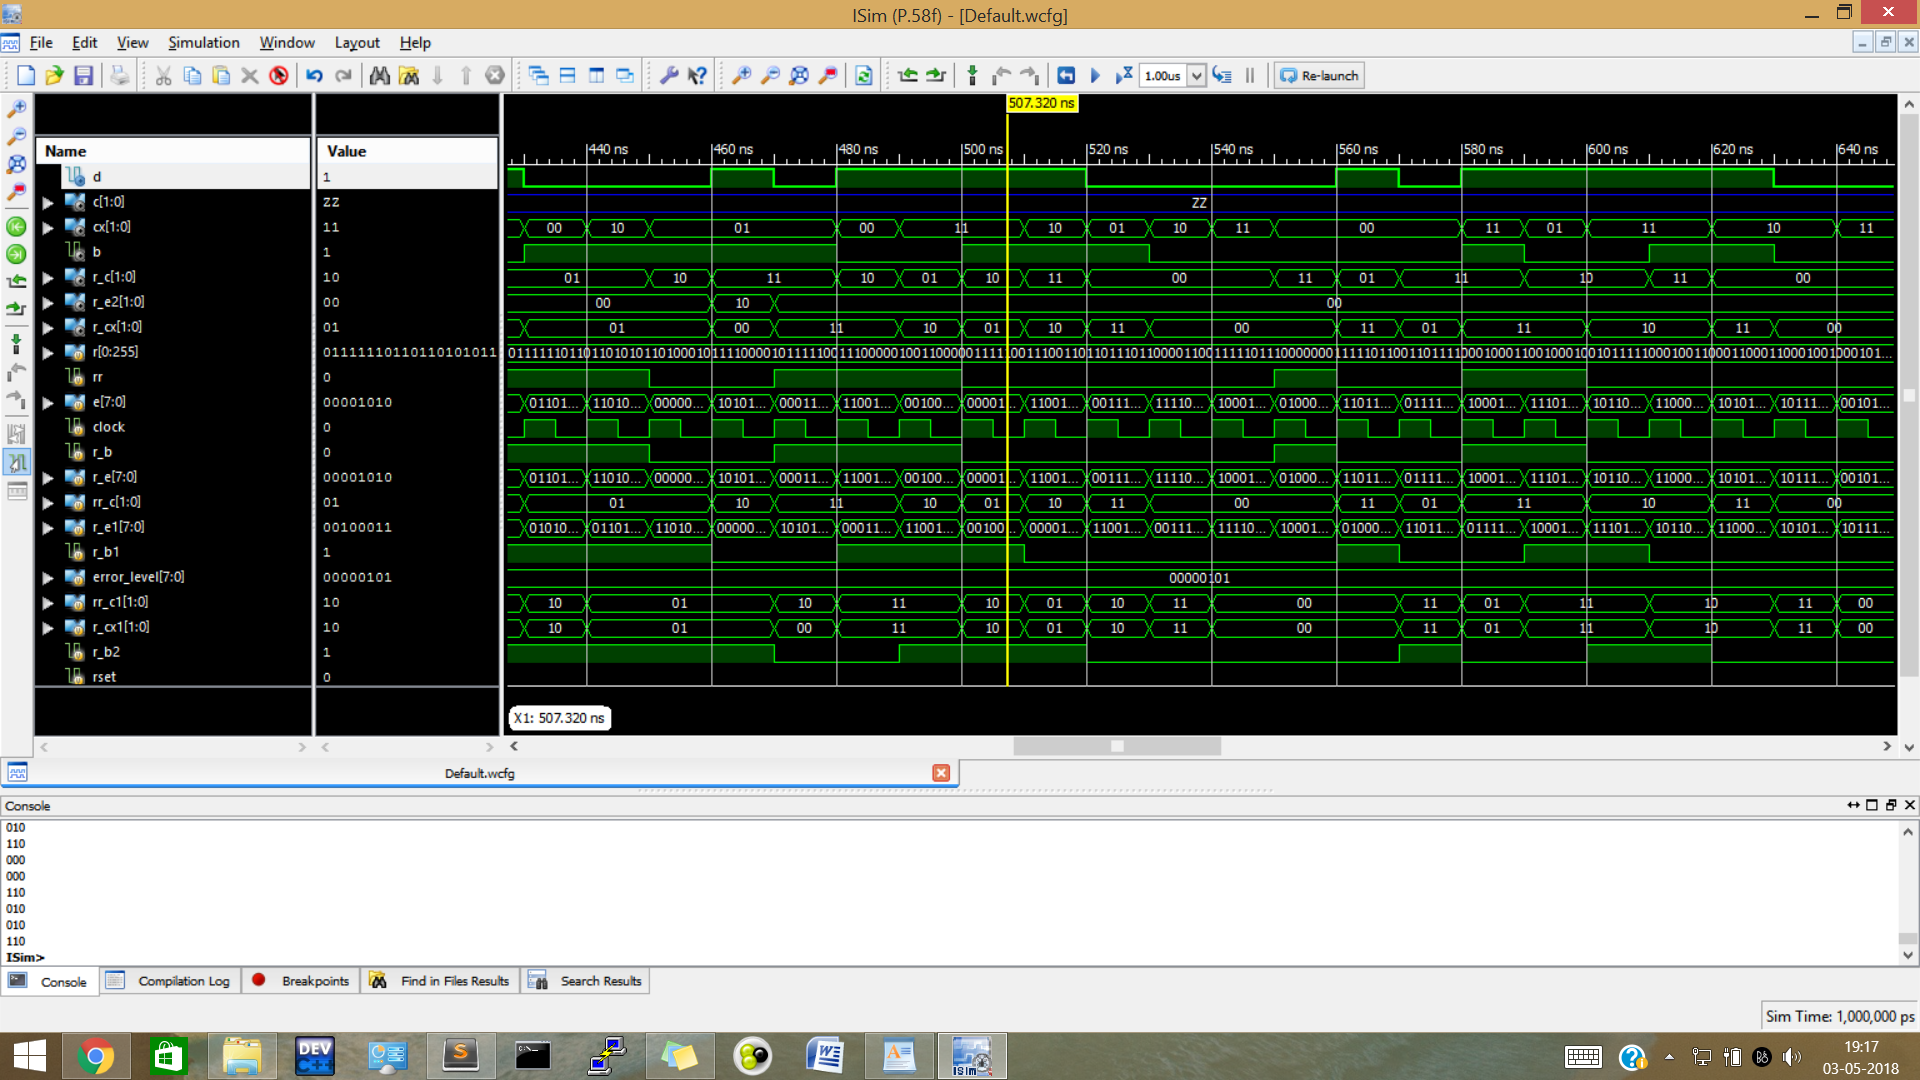 ISim (P.58f) - [Default.wcfg]
File Edit View Simulation Window Layout Help
1.00us Re-launch
507.320 ns
Name Value 440 ns 460 ns 480 ns 500 ns 520 ns 540 ns 560 ns 580 ns 600 ns 620 ns 640 ns
d 1
c[1:0] ZZ ZZ
cx[1:0] 11 00 10 01 00 11 10 01 10 11 00 11 01 11 10 11
b 1
r_c[1:0] 10 01 10 11 10 01 10 11 00 11 01 11 10 11 00
r_e2[1:0] 00 00 10 00
r_cx[1:0] 01 01 00 11 10 01 10 11 00 11 01 11 10 11 00
r[0:255] 01111110110110101011
rr 0
e[7:0] 00001010 01101... 11010... 00000... 10101... 00011... 11001... 00100... 00001... 11001... 00111... 11110... 10001... 01000... 11011... 01111... 10001... 11101... 10110... 11000... 10101... 10111... 00101...
clock 0
r_b 0
r_e[7:0] 00001010 01101... 11010... 00000... 10101... 00011... 11001... 00100... 00001... 11001... 00111... 11110... 10001... 01000... 11011... 01111... 10001... 11101... 10110... 11000... 10101... 10111... 00101...
rr_c[1:0] 01 01 10 11 10 01 10 11 00 11 01 11 10 11 00
r_e1[7:0] 00100011 01010... 01101... 11010... 00000... 10101... 00011... 11001... 00100 00001... 11001... 00111... 11110... 10001... 01000... 11011... 01111... 10001... 11101... 10110... 11000... 10101... 10111...
r_b1 1
error_level[7:0] 00000101 00000101
rr_c1[1:0] 10 10 01 10 11 10 01 10 11 00 11 01 11 10 11 00
r_cx1[1:0] 10 10 01 00 11 10 01 10 11 00 11 01 11 10 11 00
r_b2 1
rset 0
X1: 507.320 ns
Default.wcfg
Console
010
110
000
000
110
010
010
110
ISim>
Console Compilation Log Breakpoints Find in Files Results Search Results
Sim Time: 1,000,000 ps
DEV C++
ISim
19:17
03-05-2018